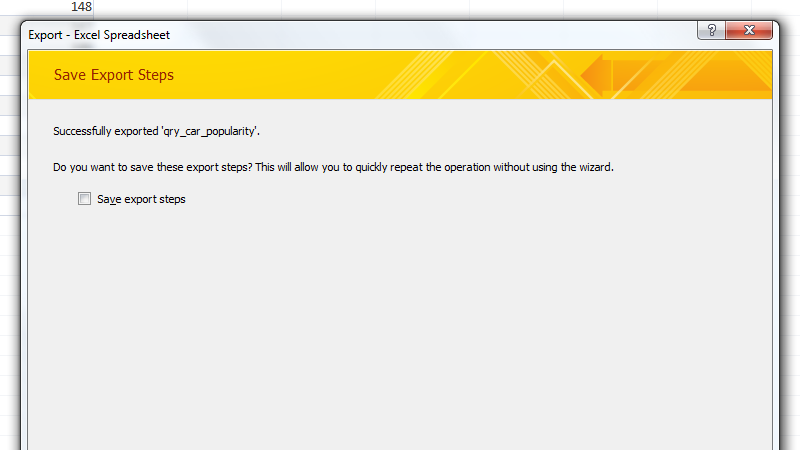 148
Export - Excel Spreadsheet
?
Save Export Steps
Successfully exported 'qry_car_popularity'.
Do you want to save these export steps? This will allow you to quickly repeat the operation without using the wizard.
Save export steps